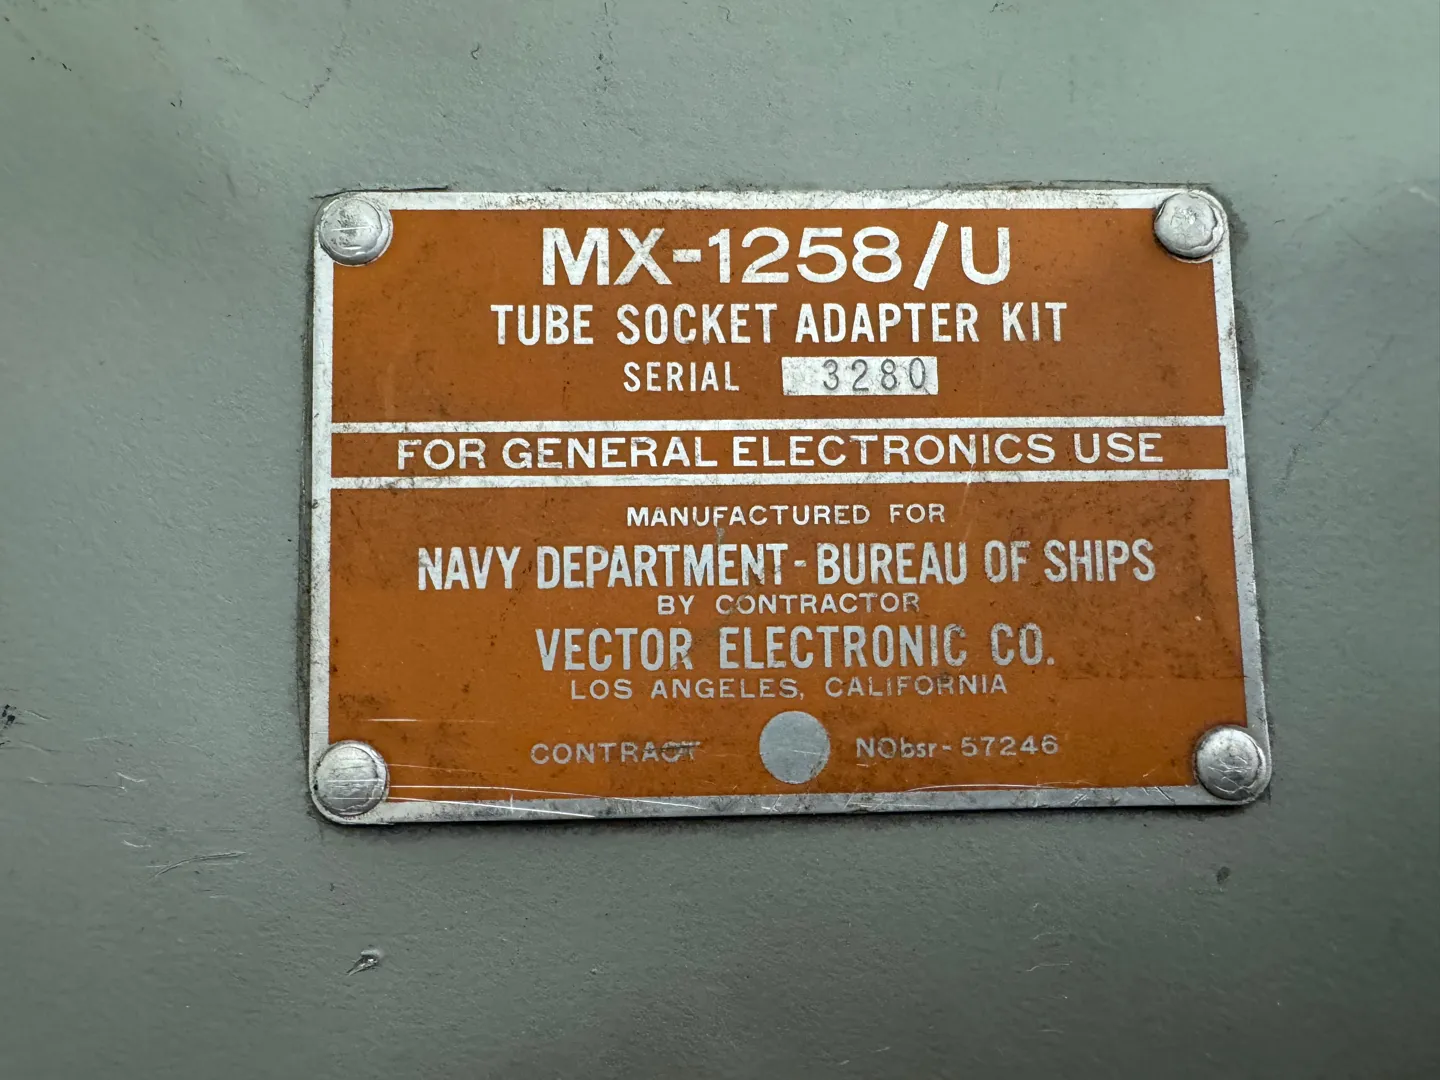 MX-1258/U
TUBE SOCKET ADAPTER KIT
SERIAL 3280
FOR GENERAL ELECTRONICS USE
MANUFACTURED FOR
NAVY DEPARTMENT - BUREAU OF SHIPS
BY CONTRACTOR
VECTOR ELECTRONIC CO.
LOS ANGELES, CALIFORNIA
CONTRACT NObsr-57246